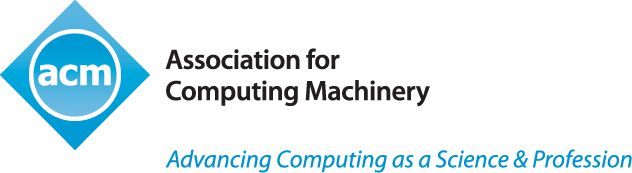 acm
Association for
Computing Machinery
Advancing Computing as a Science & Profession